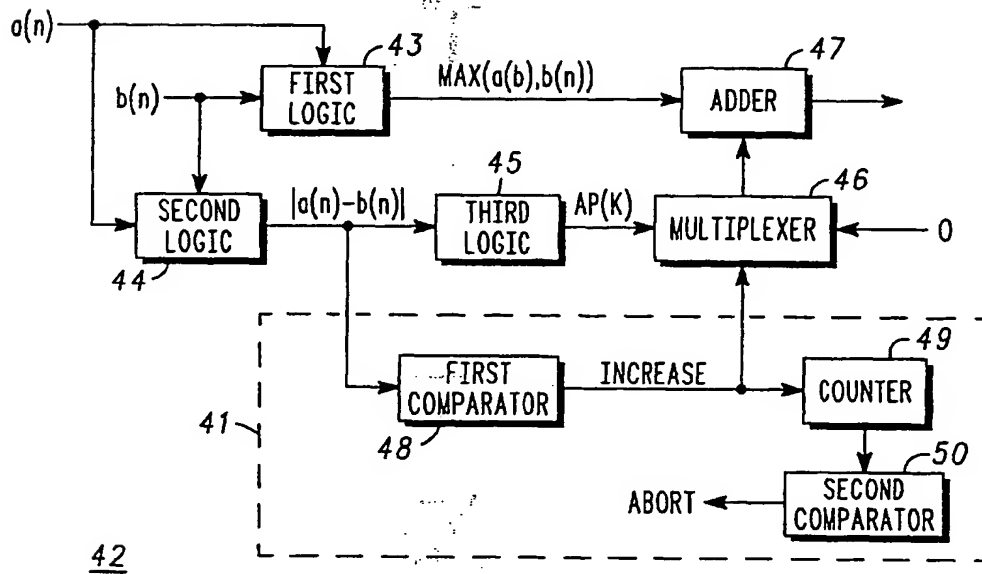 a(n)
43
47
FIRST
LOGIC
MAX(a(b),b(n))
ADDER
b(n)
45
46
SECOND
LOGIC
|a(n)-b(n)|
THIRD
LOGIC
AP(K)
MULTIPLEXER
0
44
49
FIRST
COMPARATOR
INCREASE
COUNTER
41
48
50
ABORT
SECOND
COMPARATOR
42